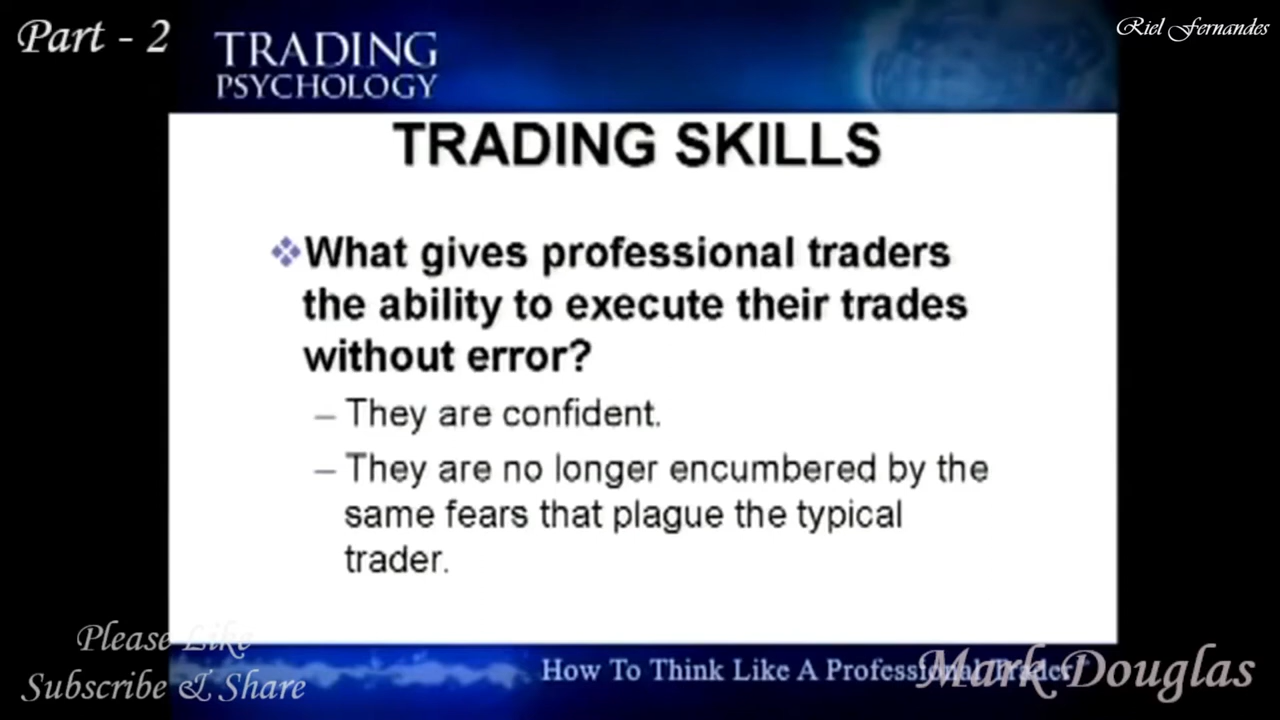 Part - 2
Riel Fernandes
TRADING
PSYCHOLOGY
TRADING SKILLS
❖What gives professional traders
the ability to execute their trades
without error?
– They are confident.
– They are no longer encumbered by the
same fears that plague the typical
trader.
Please Like
Subscribe & Share
How To Think Like A Professional Trader!
Mark Douglas